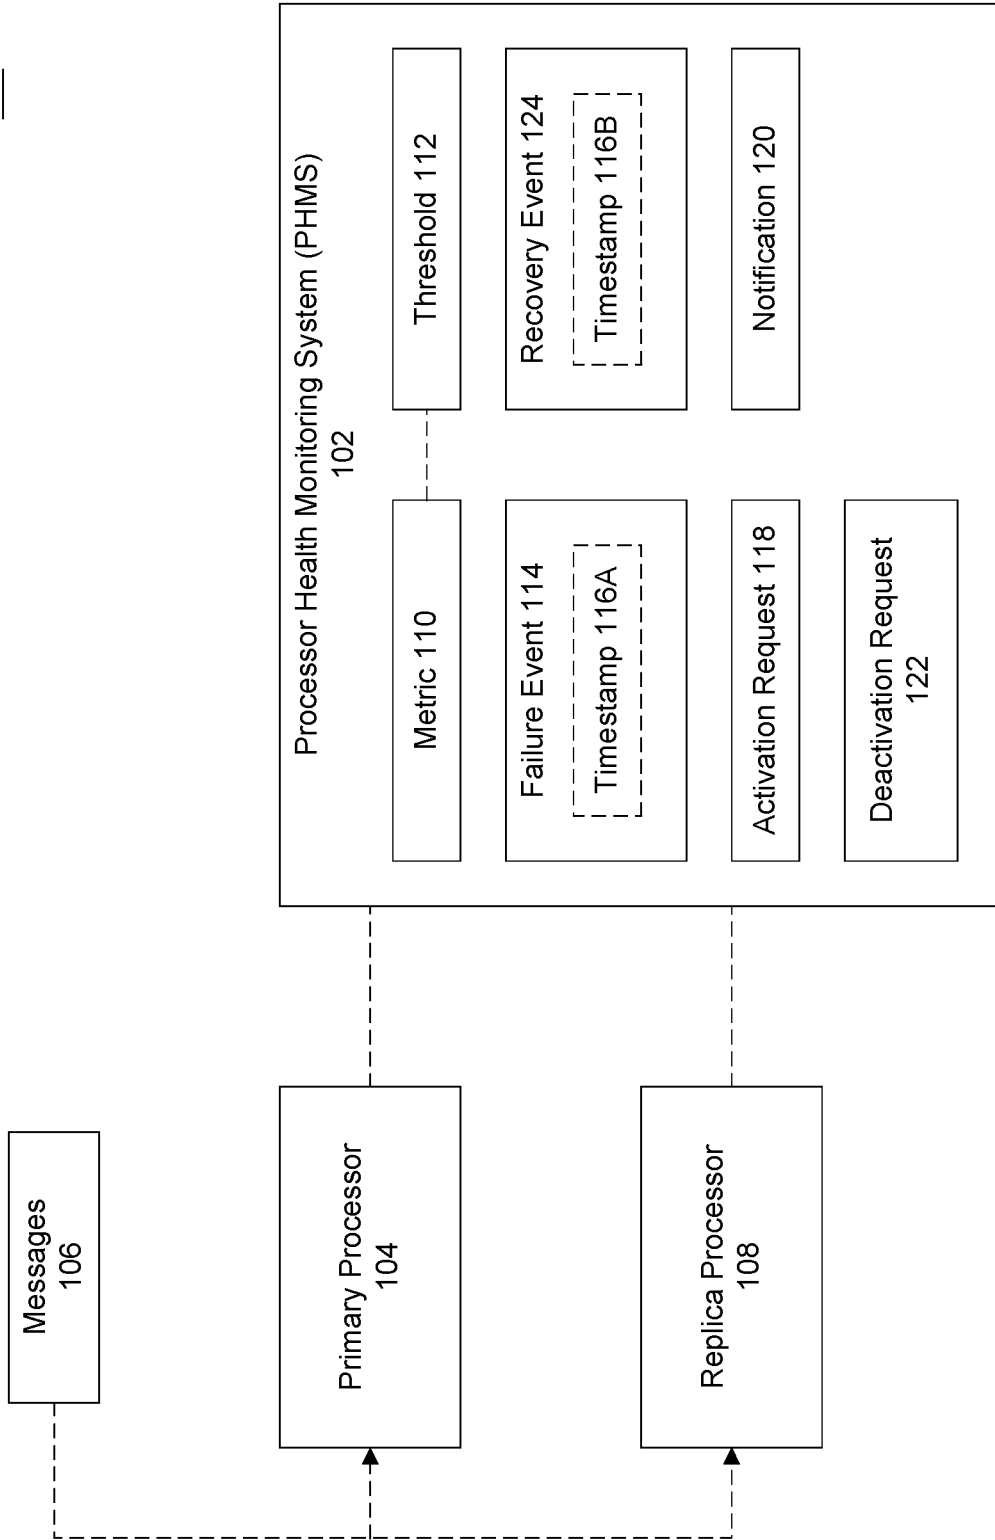 Messages
106
Primary Processor
104
Replica Processor
108
Processor Health Monitoring System (PHMS)
102
Metric 110
Threshold 112
Failure Event 114
Timestamp 116A
Recovery Event 124
Timestamp 116B
Activation Request 118
Notification 120
Deactivation Request
122